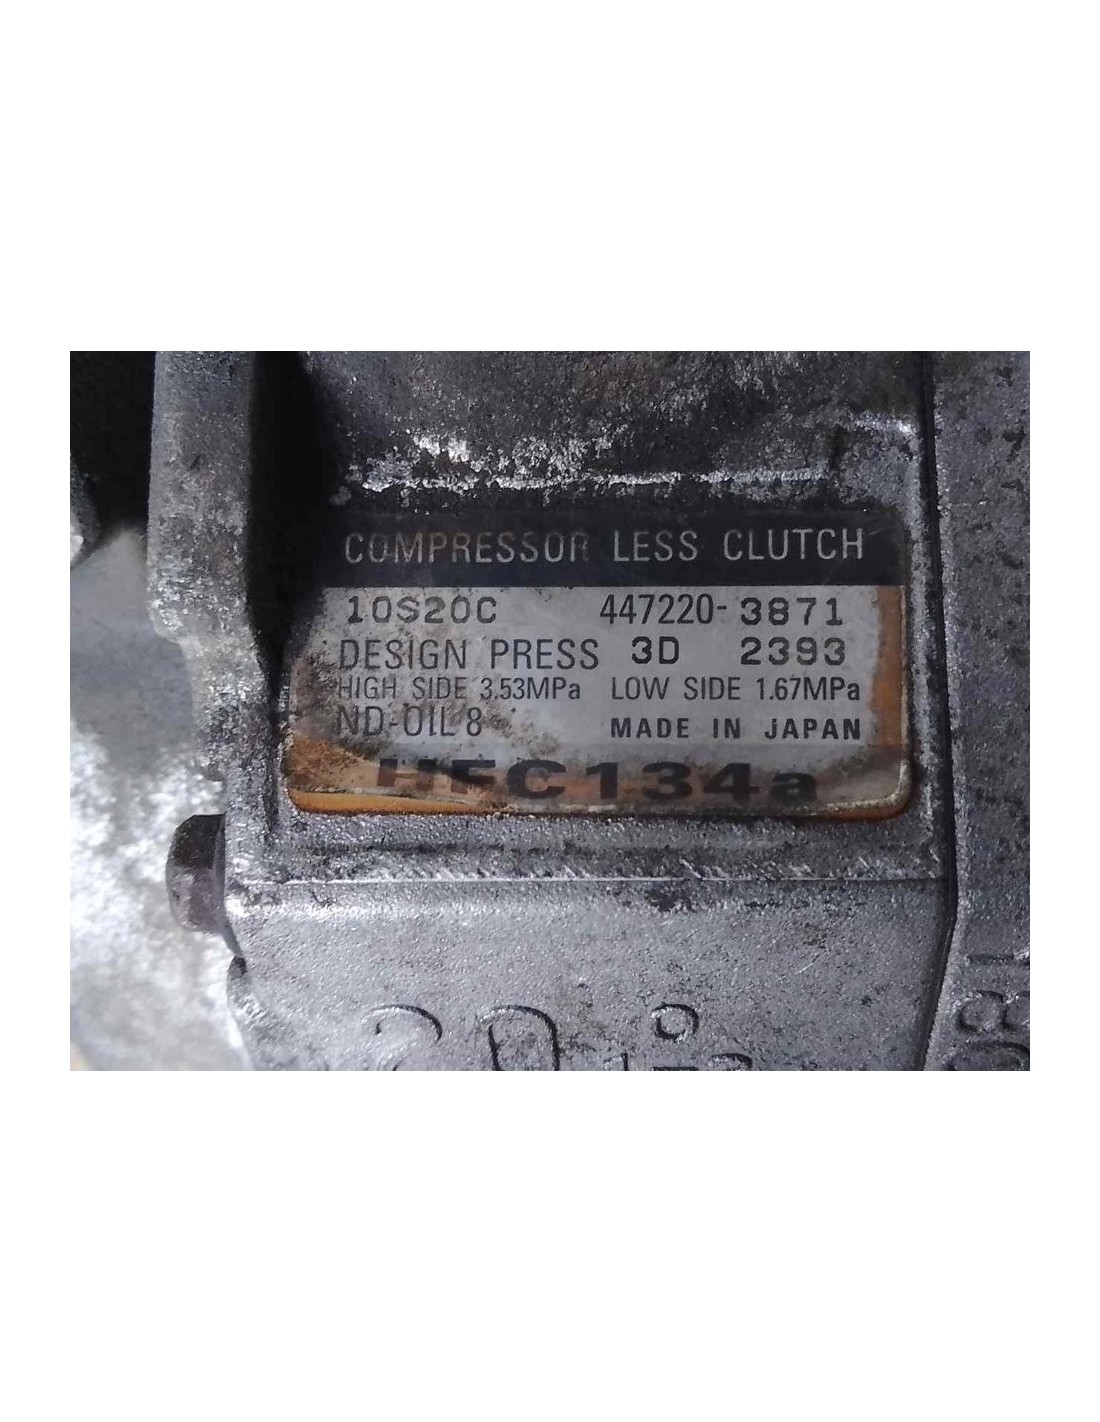 COMPRESSOR LESS CLUTCH
10S20C 447220-3871
DESIGN PRESS 3D 2393
HIGH SIDE 3.53MPa LOW SIDE 1.67MPa
ND-OIL 8 MADE IN JAPAN
HFC134a